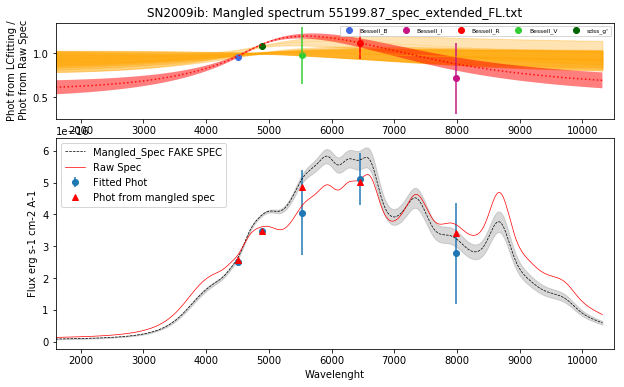 SN2009ib: Mangled spectrum 55199.87_spec_extended_FL.txt
Phot from LCfitting /
Phot from Raw Spec
1.0
0.5
Bessell_B
Bessell_I
Bessell_R
Bessell_V
sdss_g'
2000 3000 4000 5000 6000 7000 8000 9000 10000
1e−16
Flux erg s-1 cm-2 A-1
6
5
4
3
2
1
0
Mangled_Spec FAKE SPEC
Raw Spec
Fitted Phot
Phot from mangled spec
2000 3000 4000 5000 6000 7000 8000 9000 10000
Wavelenght